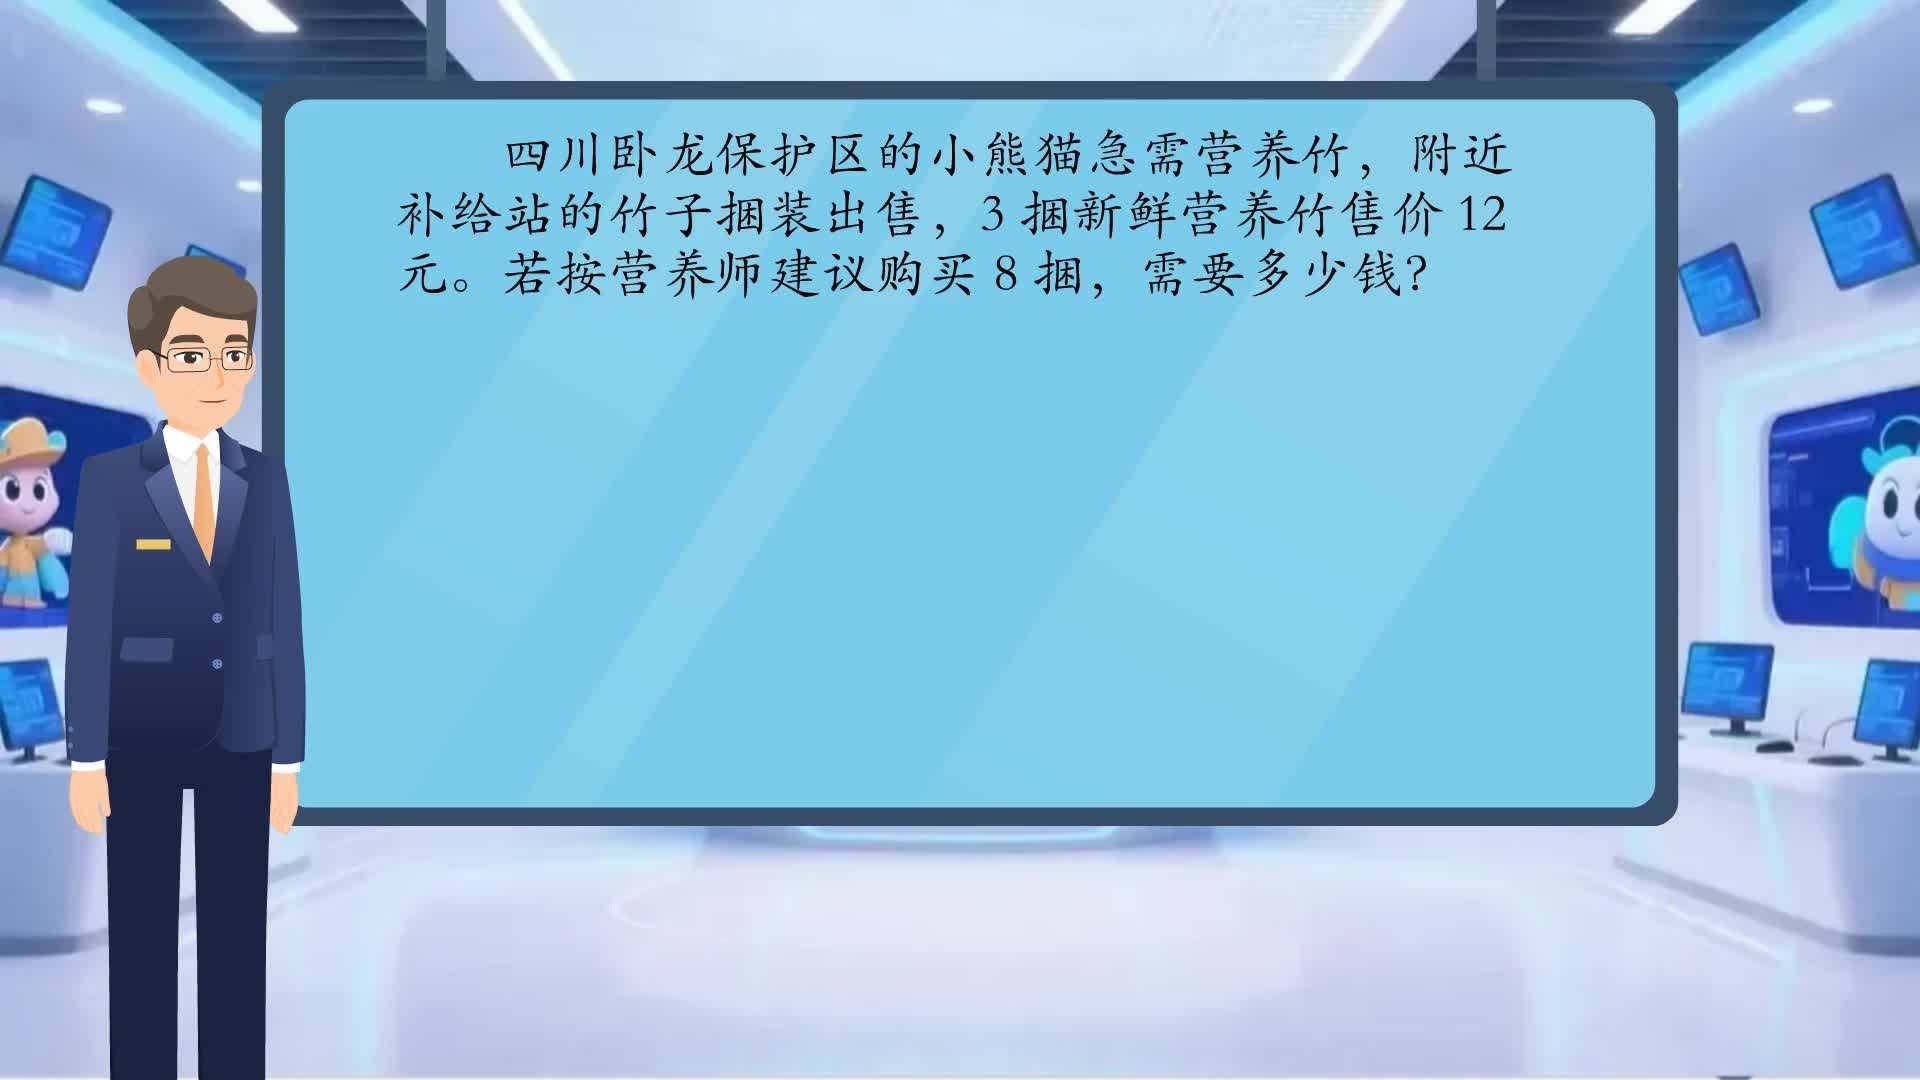 四川卧龙保护区的小熊猫急需营养竹，附近
补给站的竹子捆装出售，3 捆新鲜营养竹售价 12
元。若按营养师建议购买 8 捆，需要多少钱?